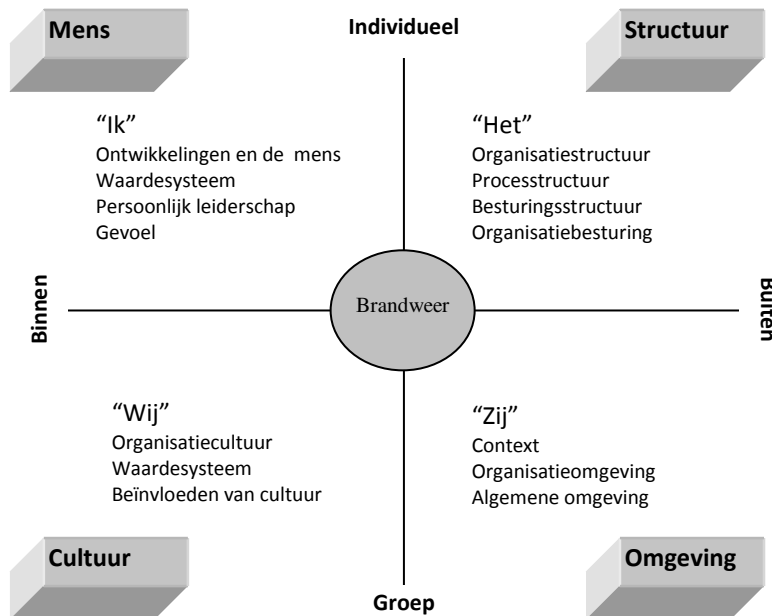 Mens
Individueel
Structuur
“Ik”
Ontwikkelingen en de mens
Waardesysteem
Persoonlijk leiderschap
Gevoel
“Het”
Organisatiestructuur
Processtructuur
Besturingsstructuur
Organisatiebesturing
Binnen
Brandweer
Buiten
“Wij”
Organisatiecultuur
Waardesysteem
Beïnvloeden van cultuur
“Zij”
Context
Organisatieomgeving
Algemene omgeving
Cultuur
Groep
Omgeving